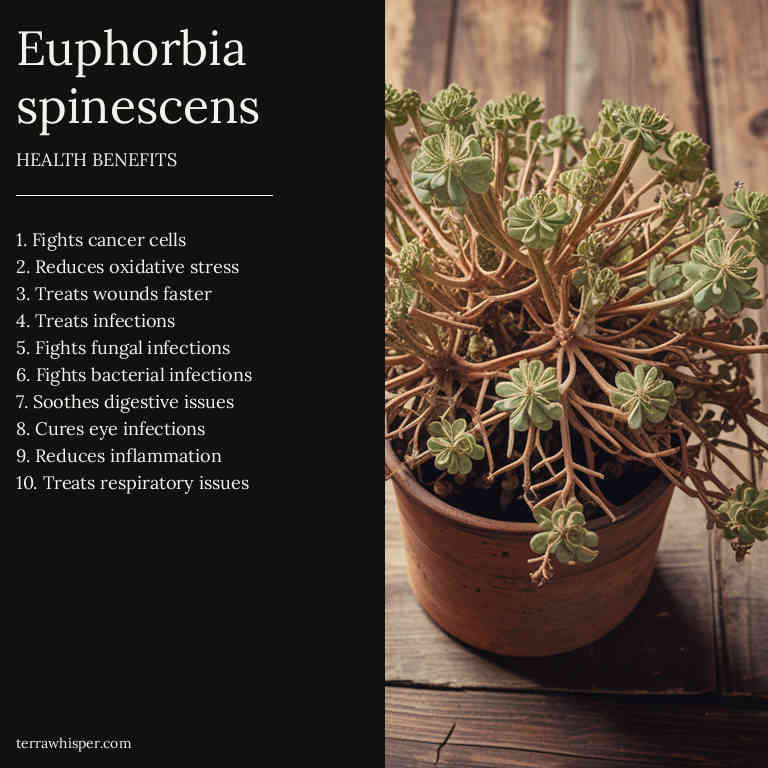 Euphorbia
spinescens
HEALTH BENEFITS
1. Fights cancer cells
2. Reduces oxidative stress
3. Treats wounds faster
4. Treats infections
5. Fights fungal infections
6. Fights bacterial infections
7. Soothes digestive issues
8. Cures eye infections
9. Reduces inflammation
10. Treats respiratory issues
terrawhisper.com